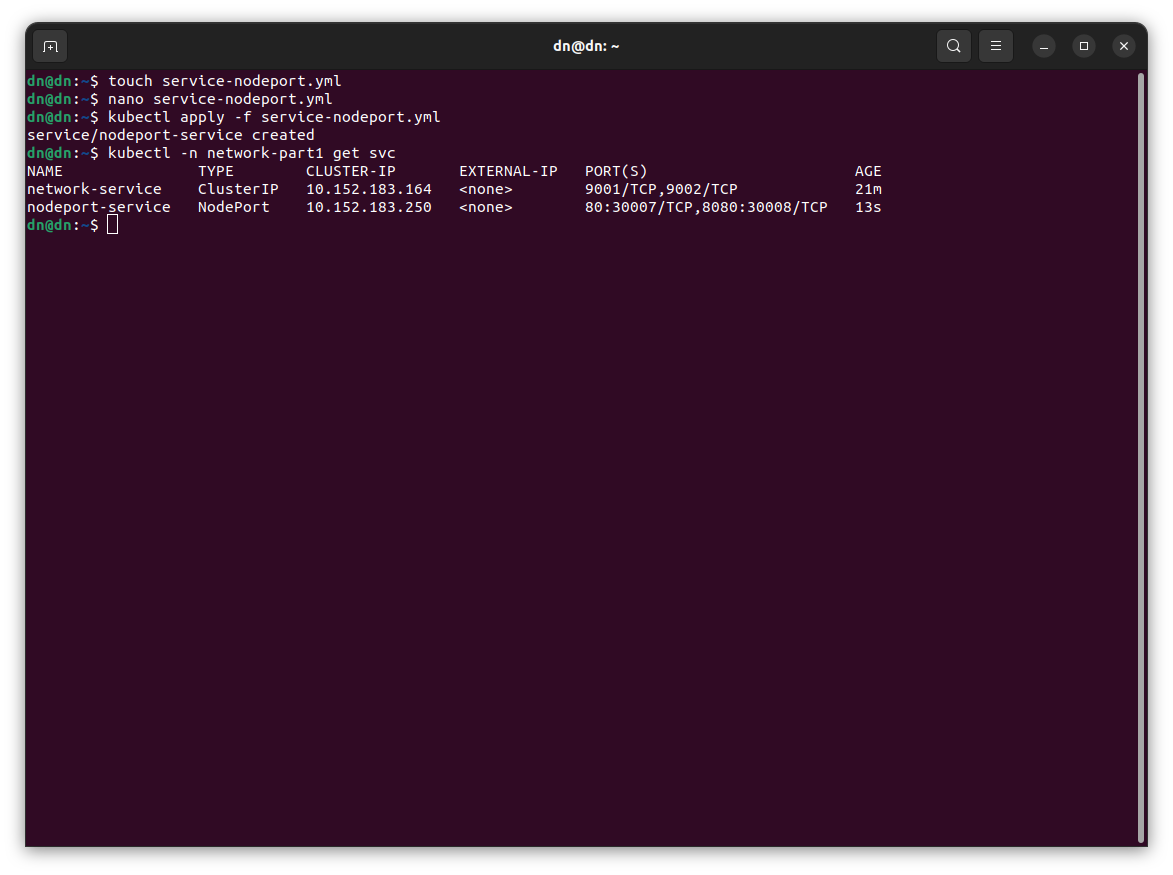 dn@dn: ~
dn@dn:~$ touch service-nodeport.yml
dn@dn:~$ nano service-nodeport.yml
dn@dn:~$ kubectl apply -f service-nodeport.yml
service/nodeport-service created
dn@dn:~$ kubectl -n network-part1 get svc
NAME               TYPE        CLUSTER-IP       EXTERNAL-IP   PORT(S)                       AGE
network-service    ClusterIP   10.152.183.164   <none>        9001/TCP,9002/TCP             21m
nodeport-service   NodePort    10.152.183.250   <none>        80:30007/TCP,8080:30008/TCP   13s
dn@dn:~$